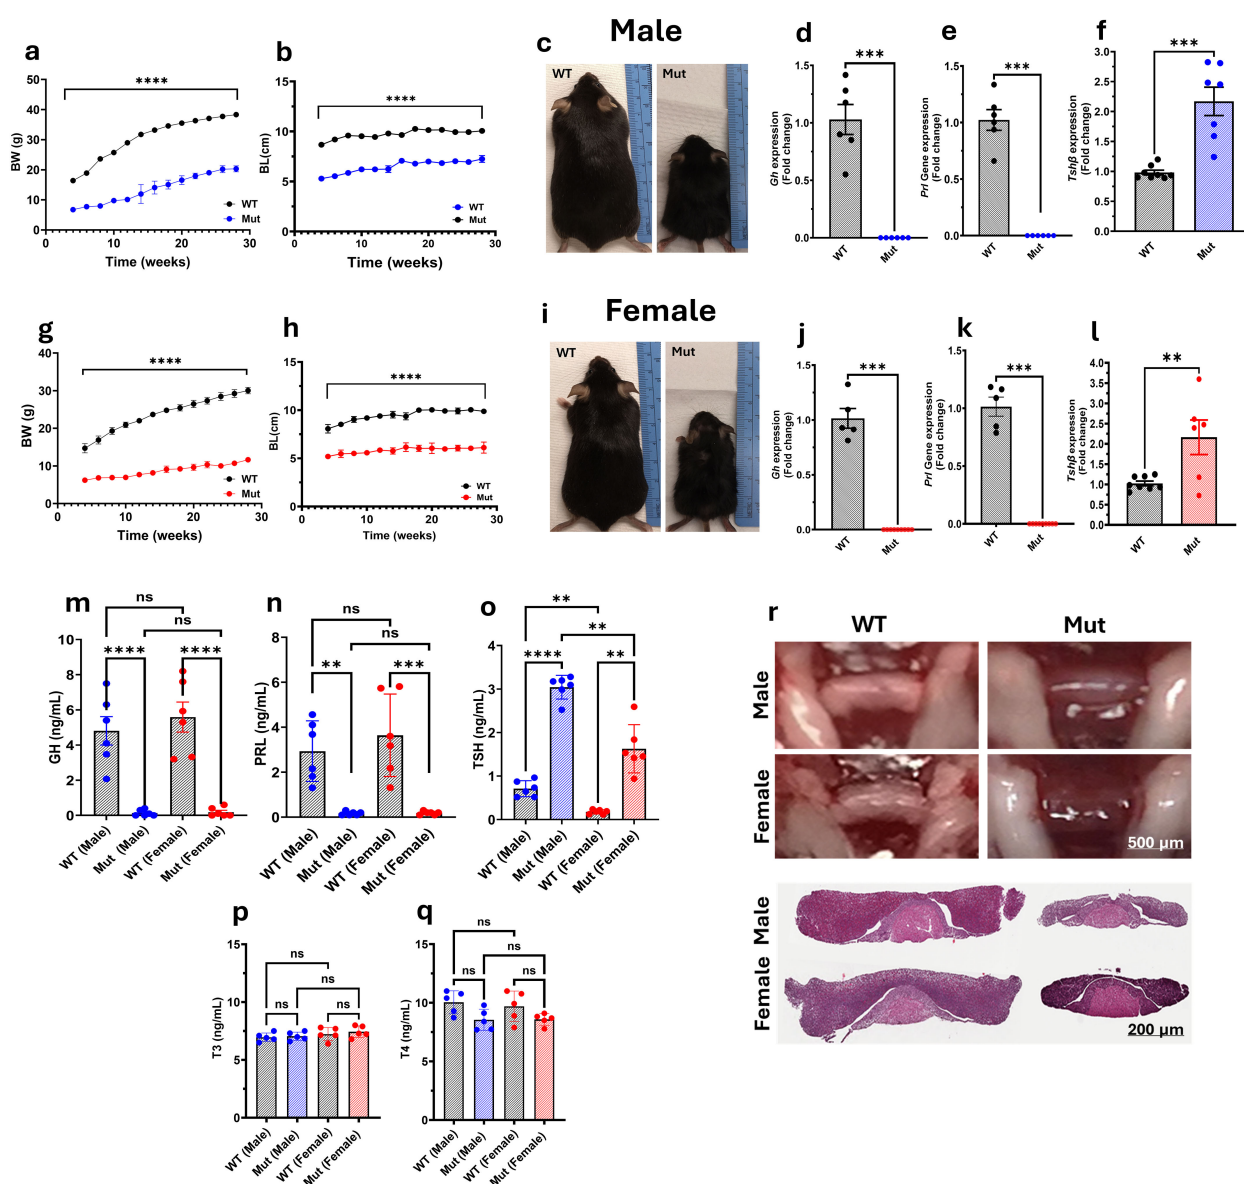 Male
a
BW (g)
50
40
30
20
10
0
****
WT
Mut
0 10 20 30
Time (weeks)
b
BL(cm)
15
10
5
0
****
WT
Mut
0 10 20 30
Time (weeks)
c
WT
Mut
d
Gh expression
(Fold change)
1.5
1.0
0.5
0.0
***
WT
Mut
e
Prl Gene expression
(Fold change)
1.5
1.0
0.5
0.0
***
WT
Mut
f
Tshβ expression
(Fold change)
3.0
2.5
2.0
1.5
1.0
0.5
0.0
***
WT
Mut
Female
g
BW (g)
40
30
20
10
0
****
WT
Mut
0 10 20 30
Time (weeks)
h
BL(cm)
15
10
5
0
****
WT
Mut
0 10 20 30
Time (weeks)
i
WT
Mut
j
Gh expression
(Fold change)
1.5
1.0
0.5
0.0
***
WT
Mut
k
Prl Gene expression
(Fold change)
1.5
1.0
0.5
0.0
***
WT
Mut
l
Tshβ expression
(Fold change)
4.0
3.5
3.0
2.5
2.0
1.5
1.0
0.5
0.0
**
WT
Mut
m
GH (ng/mL)
10
8
6
4
2
0
ns
ns
**** ****
WT (Male)
Mut (Male)
WT (Female)
Mut (Female)
n
PRL (ng/mL)
8
6
4
2
0
ns
ns
** ***
WT (Male)
Mut (Male)
WT (Female)
Mut (Female)
o
TSH (ng/mL)
4
3
2
1
0
**
**
**** **
WT (Male)
Mut (Male)
WT (Female)
Mut (Female)
p
T3 (ng/mL)
15
10
5
0
ns
ns
ns ns
WT (Male)
Mut (Male)
WT (Female)
Mut (Female)
q
T4 (ng/mL)
15
10
5
0
ns
ns
ns ns
WT (Male)
Mut (Male)
WT (Female)
Mut (Female)
r
WT Mut
Male
Female
500 µm
Male
Female
200 µm